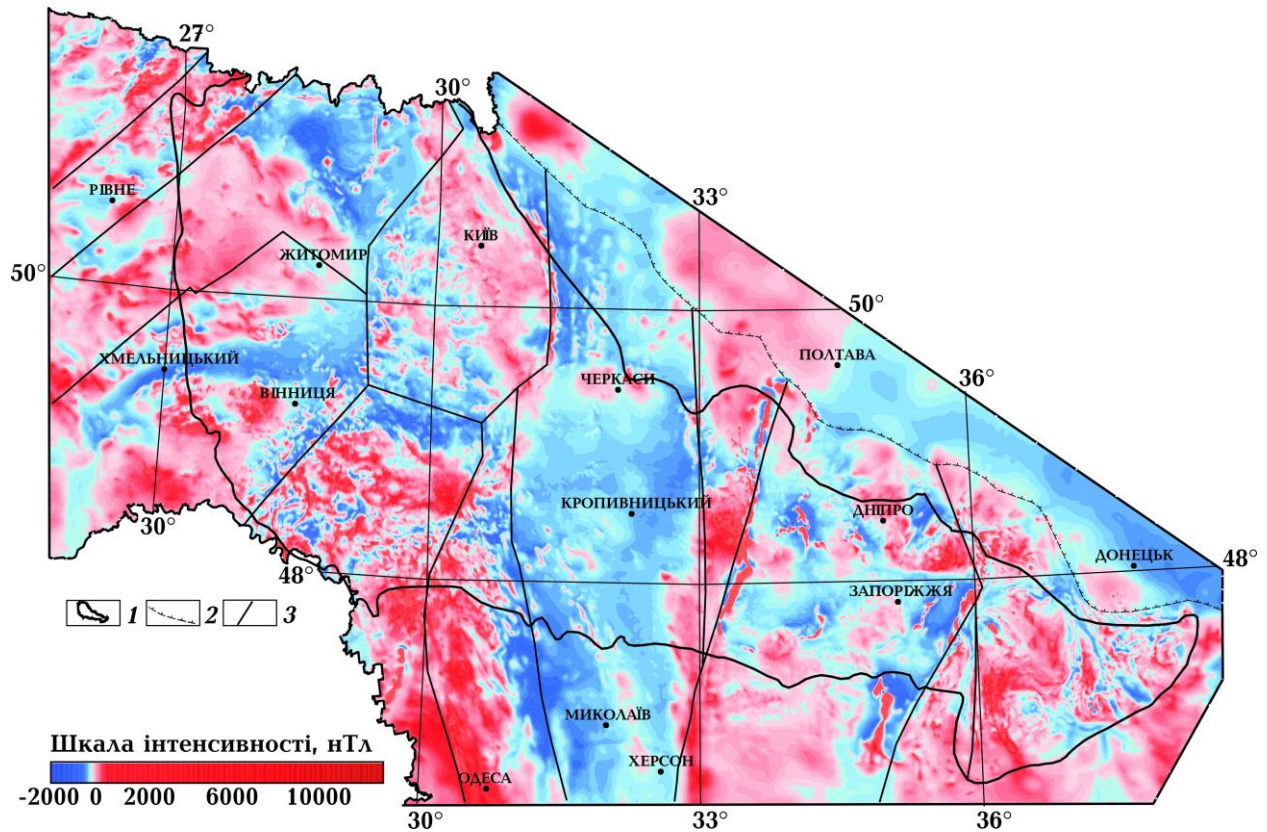 27°
30°
РІВНЕ
33°
КИЇВ
ЖИТОМИР
50°
50°
ХМЕЛЬНИЦЬКИЙ
ПОЛТАВА
36°
ВІННИЦЯ
ЧЕРКАСИ
КРОПИВНИЦЬКИЙ
ДНІПРО
30°
ДОНЕЦЬК
48°
48°
ЗАПОРІЖЖЯ
1 2 3
МИКОЛАЇВ
Шкала інтенсивності, нТл
ХЕРСОН
ОДЕСА
-2000 0 2000 6000 10000
30°
33°
36°